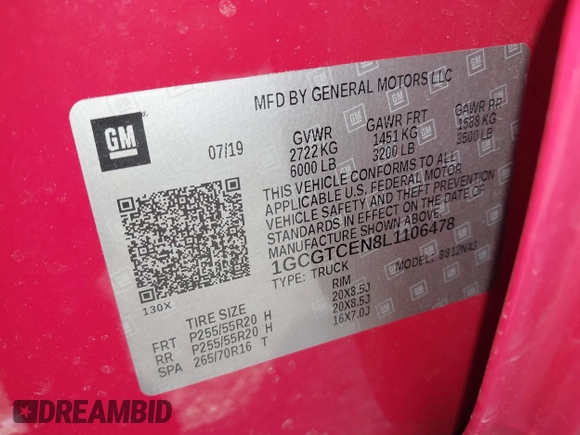 MFD BY GENERAL MOTORS LLC
GM
07/19
GVWR
2722 KG
6000 LB
GAWR FRT
1451 KG
3200 LB
GAWR RR
1588 KG
3500 LB
THIS VEHICLE CONFORMS TO ALL
APPLICABLE U.S. FEDERAL MOTOR
VEHICLE SAFETY AND THEFT PREVENTION
STANDARDS IN EFFECT ON THE DATE OF
MANUFACTURE SHOWN ABOVE.
1GCGTCEN8L1106478
TYPE: TRUCK
MODEL: 8812N43
130X
TIRE SIZE
RIM
FRT P255/55R20 H 20X8.5J
RR P255/55R20 H 20X8.5J
SPA 265/70R16 T 16X7.0J
DREAMBID